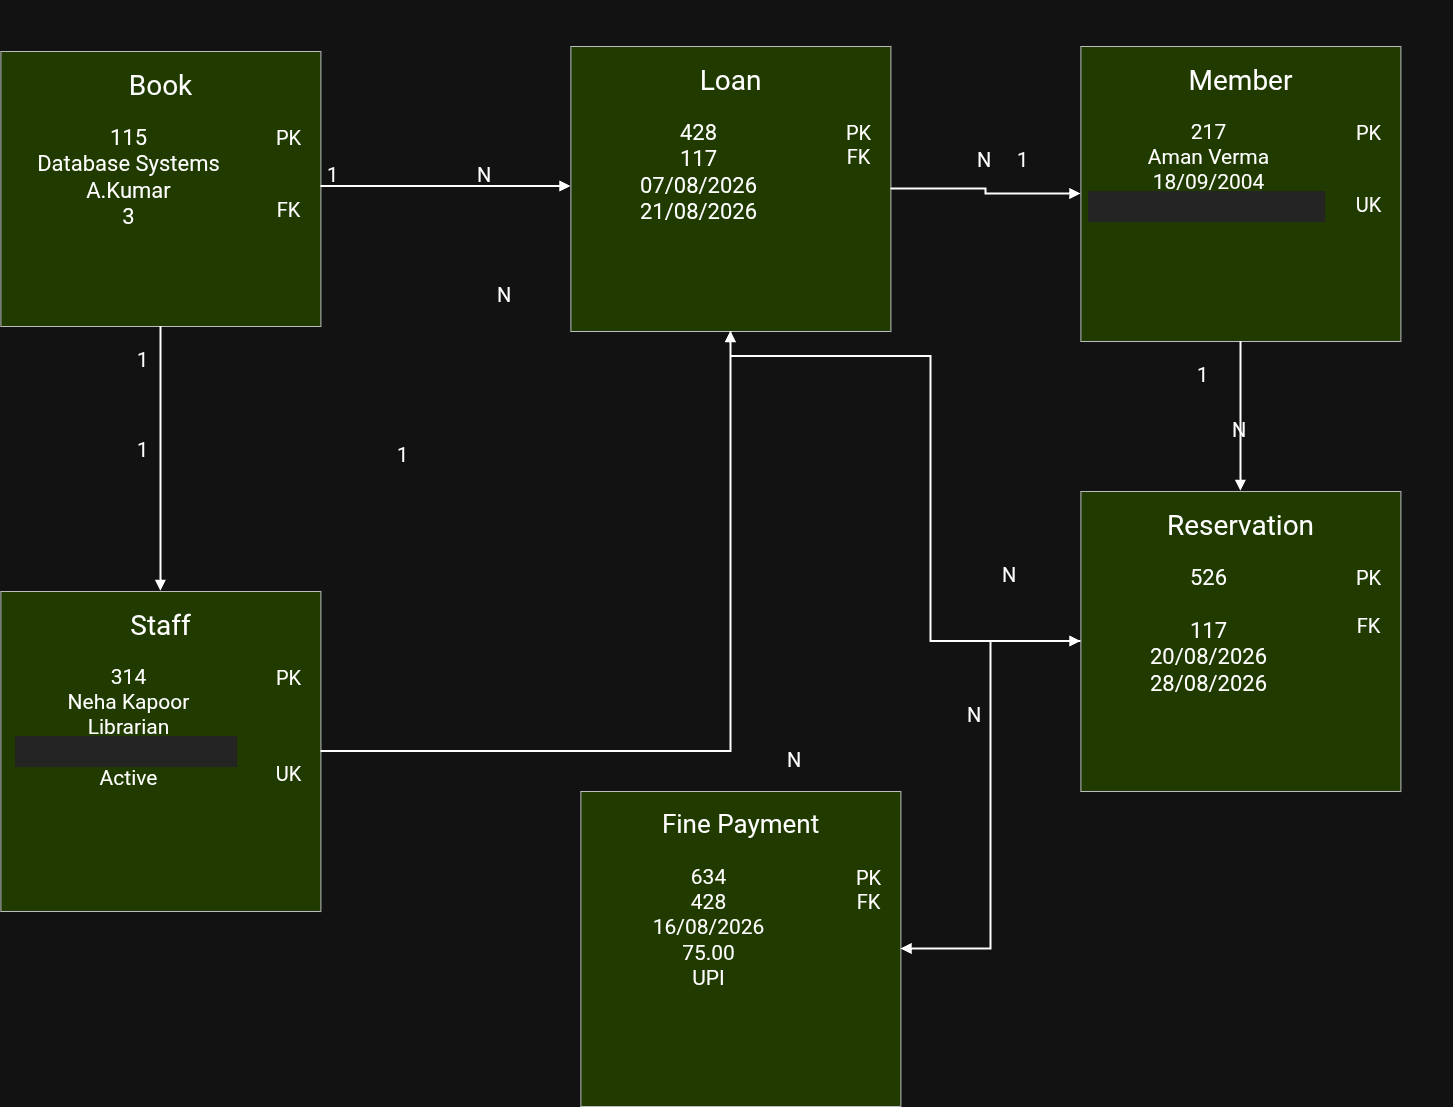 Book
115 PK
Database Systems
A.Kumar
3 FK
1 N
Loan
428 PK
117 FK
07/08/2026
21/08/2026
N 1
Member
217 PK
Aman Verma
18/09/2004
UK
N
1
1
1
1
N
Reservation
526 PK
117 FK
20/08/2026
28/08/2026
N
N
N
Staff
314 PK
Neha Kapoor
Librarian
Active UK
Fine Payment
634 PK
428 FK
16/08/2026
75.00
UPI